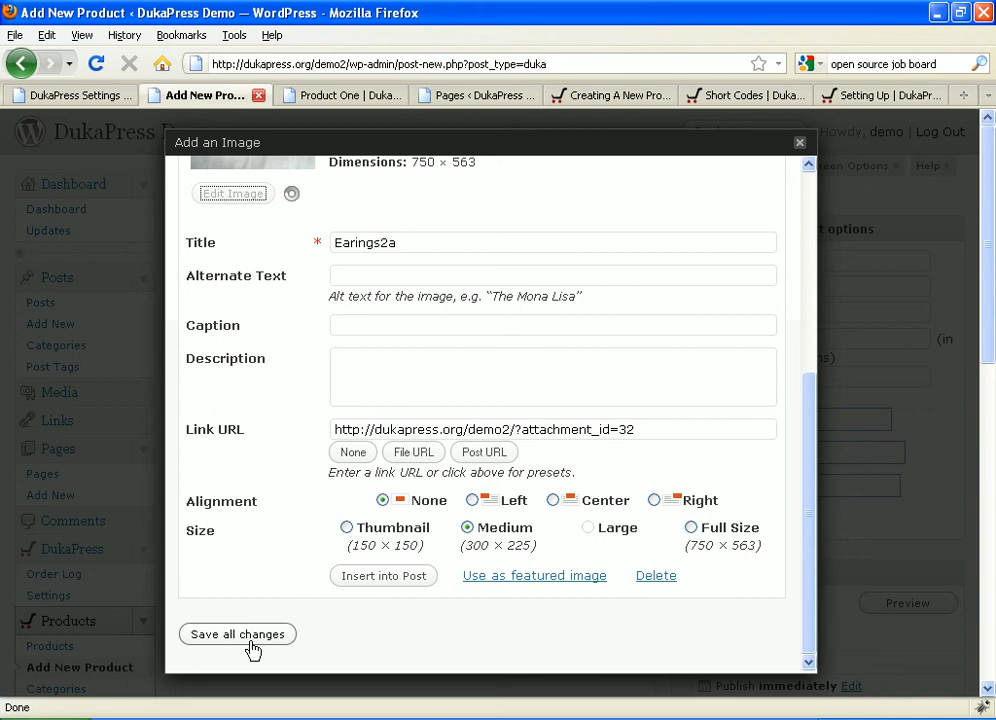 Add New Product ‹ DukaPress Demo — WordPress - Mozilla Firefox
File Edit View History Bookmarks Tools Help
http://dukapress.org/demo2/wp-admin/post-new.php?post_type=duka
open source job board
DukaPress Settings ...
Add New Pro...
Product One | Duka...
Pages ‹ DukaPress ...
Creating A New Pro...
Short Codes | Duka...
Setting Up | DukaPr...
DukaPress D
Howdy, demo | Log Out
reen Options
Help
Add an Image
Dashboard
Dashboard
Updates
Posts
Posts
Add New
Categories
Post Tags
Media
Links
Pages
Pages
Add New
Comments
DukaPress
Order Log
Settings
Products
Products
Add New Product
Categories
Dimensions: 750 × 563
Edit Image
Title * Earings2a
Alternate Text
Alt text for the image, e.g. “The Mona Lisa”
Caption
Description
Link URL http://dukapress.org/demo2/?attachment_id=32
None File URL Post URL
Enter a link URL or click above for presets.
Alignment None Left Center Right
Size Thumbnail Medium Large Full Size
(150 × 150) (300 × 225) (750 × 563)
Insert into Post Use as featured image Delete
Save all changes
t options
(in
s)
Preview
Publish immediately Edit
Done